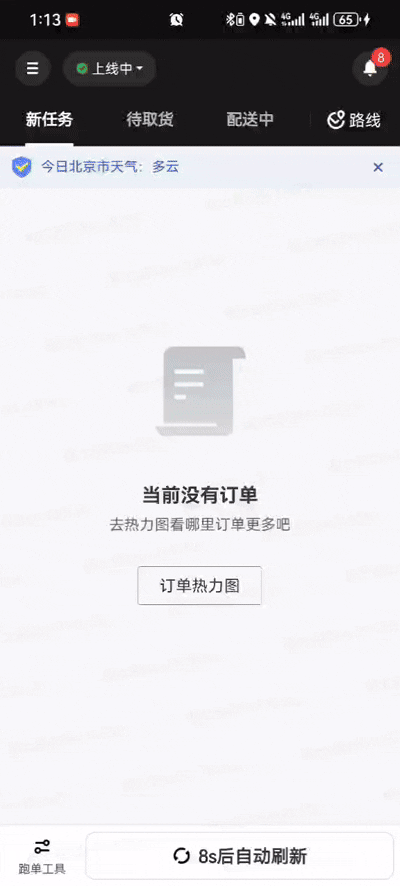 1:13
4G 4G 65
上线中
8
新任务 待取货 配送中 路线
今日北京市天气：多云
当前没有订单
去热力图看哪里订单更多吧
订单热力图
跑单工具
8s后自动刷新